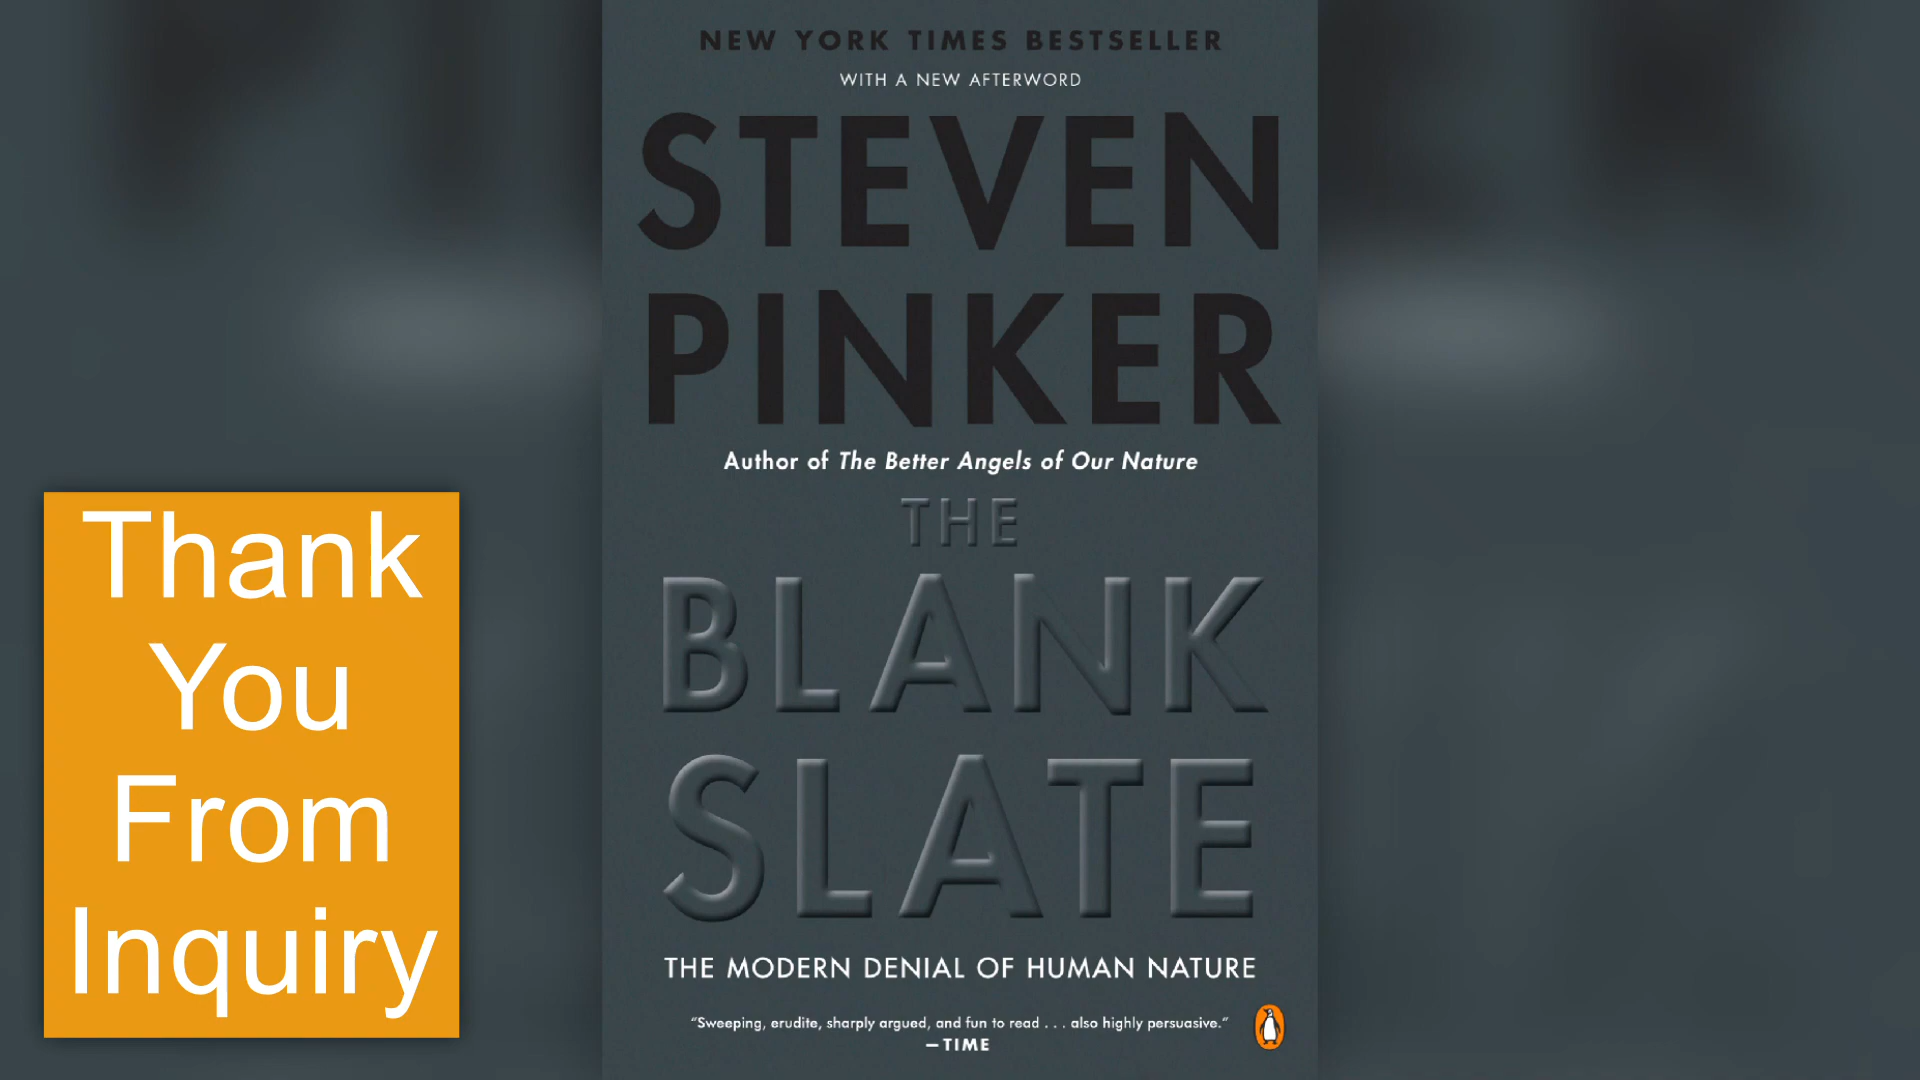 NEW YORK TIMES BESTSELLER
WITH A NEW AFTERWORD
STEVEN
PINKER
Author of The Better Angels of Our Nature
THE
BLANK
SLATE
THE MODERN DENIAL OF HUMAN NATURE
“Sweeping, erudite, sharply argued, and fun to read . . . also highly persuasive.”
—TIME
Thank
You
From
Inquiry